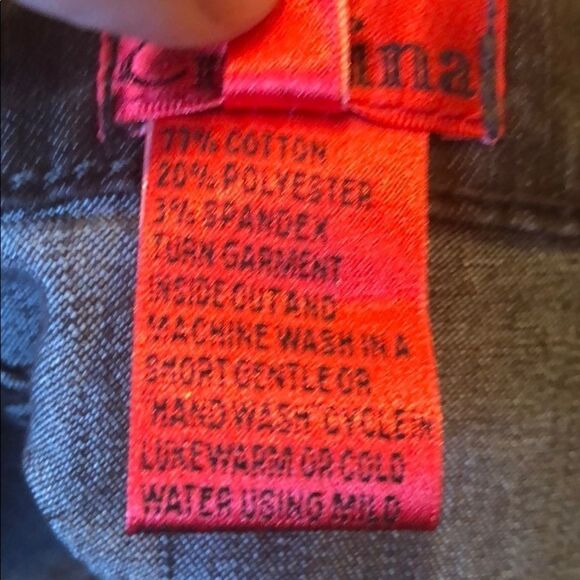 77% COTTON
20% POLYESTER
3% SPANDEX
TURN GARMENT
INSIDE OUT AND
MACHINE WASH IN A
SHORT GENTLE OR
HAND WASH CYCLE IN
LUKEWARM OR COLD
WATER USING MILD